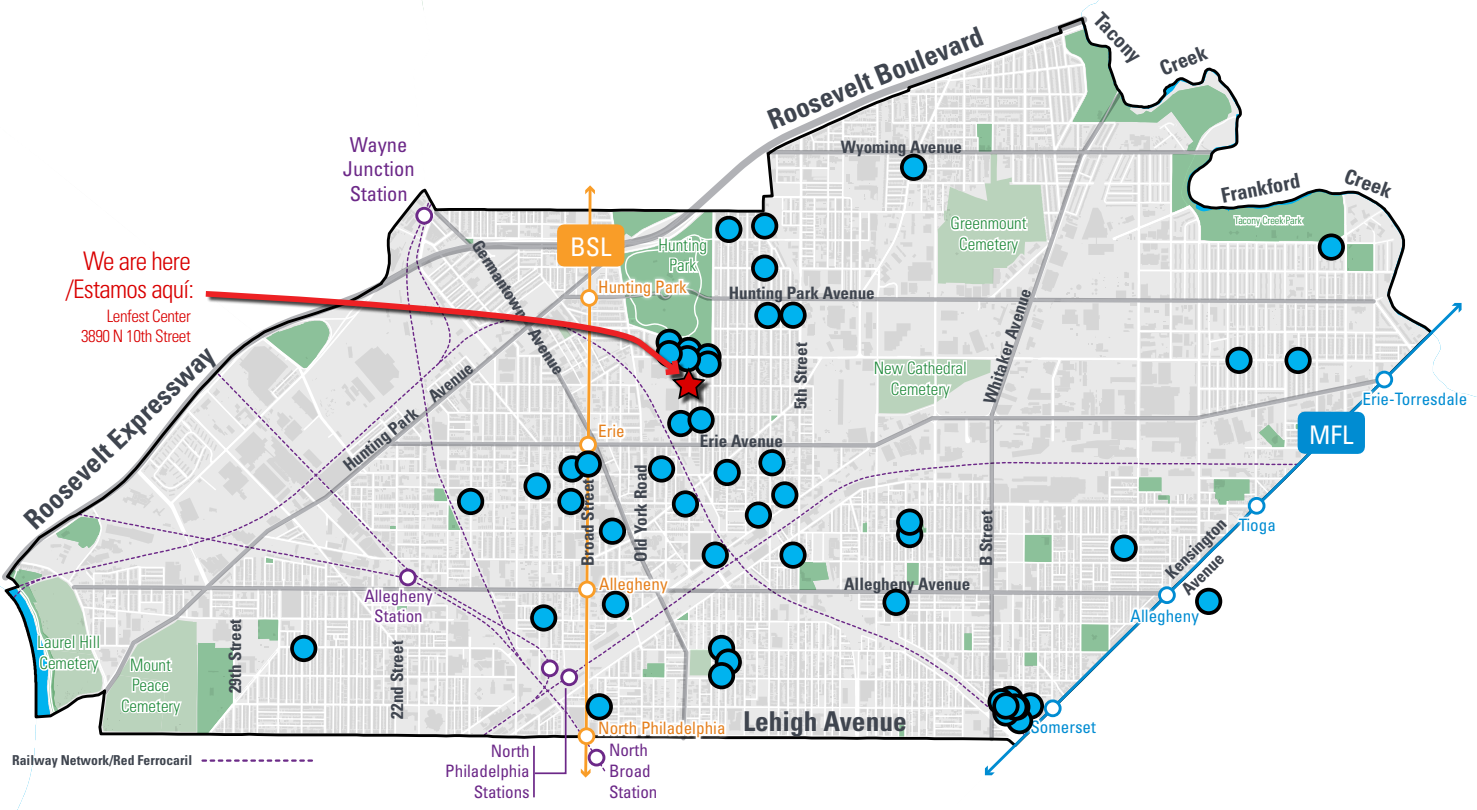 Tacony
Creek
Roosevelt Boulevard
Wyoming Avenue
Wayne
Junction
Station
Frankford
Creek
Tacony Creek Park
Greenmount
Cemetery
BSL
Germantown Avenue
Hunting
Park
We are here
/Estamos aquí:
Lenfest Center
3890 N 10th Street
Hunting Park
Hunting Park Avenue
Whitaker Avenue
5th Street
New Cathedral
Cemetery
Roosevelt Expressway
Hunting Park Avenue
Erie-Torresdale
MFL
Erie
Erie Avenue
Broad Street
Old York Road
B Street
Tioga
Kensington
Avenue
Allegheny
Station
Allegheny
Allegheny Avenue
Allegheny
Laurel Hill
Cemetery
Mount
Peace
Cemetery
29th Street
22nd Street
North Philadelphia
Lehigh Avenue
Somerset
Railway Network/Red Ferrocaril
North
Philadelphia
Stations
North
Broad
Station